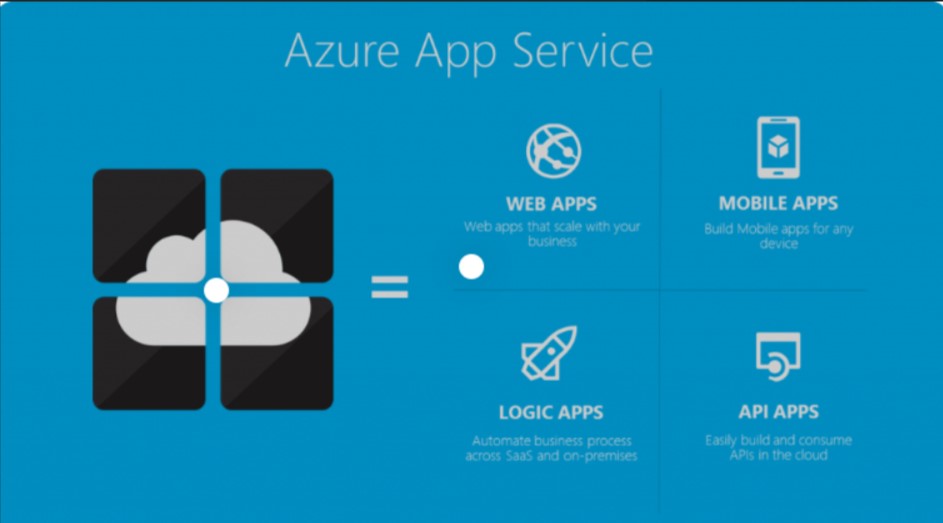 Azure App Service
WEB APPS
Web apps that scale with your
business
MOBILE APPS
Build Mobile apps for any
device
=
LOGIC APPS
Automate business process
across SaaS and on-premises
API APPS
Easily build and consume
APIs in the cloud